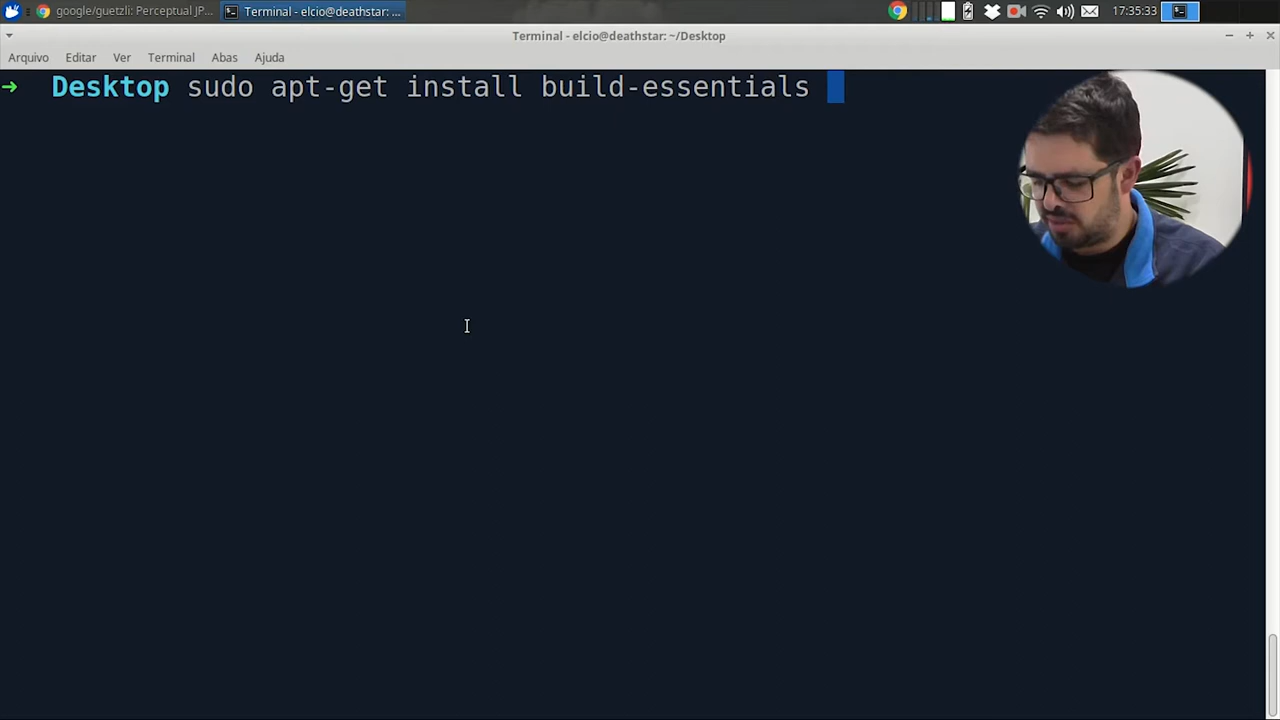 google/guetzli: Perceptual JP... Terminal - elcio@deathstar: ... 17:35:33
Terminal - elcio@deathstar: ~/Desktop
Arquivo Editar Ver Terminal Abas Ajuda
➜ Desktop sudo apt-get install build-essentials